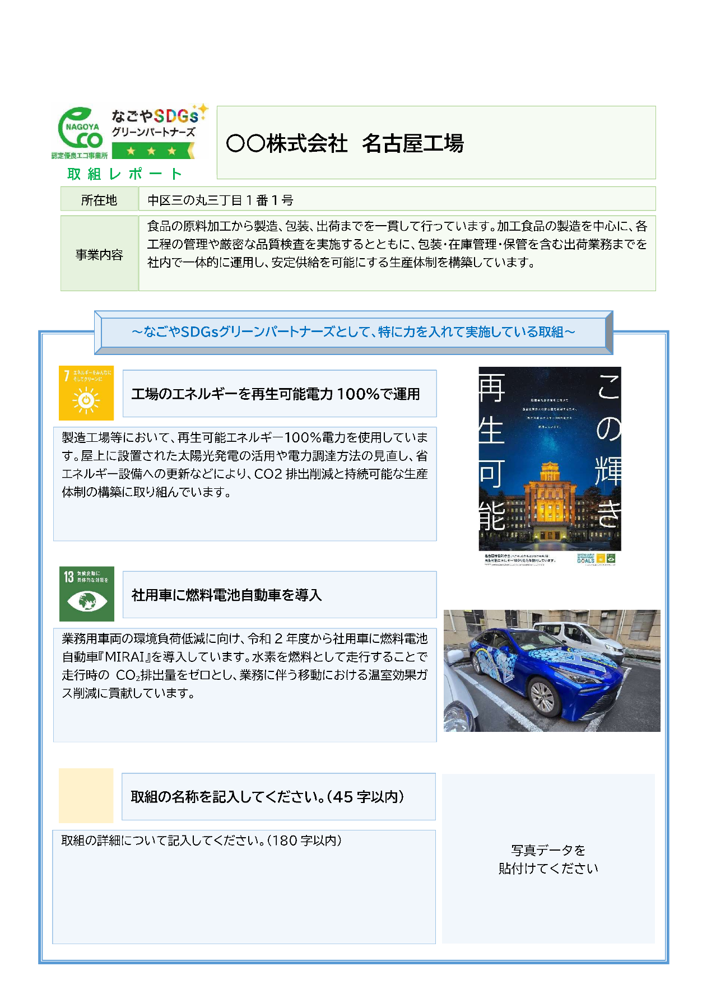 NAGOYA
eco
認定優良エコ事業所
なごやSDGs
グリーンパートナーズ
取組レポート
〇〇株式会社　名古屋工場
所在地
中区三の丸三丁目1番1号
事業内容
食品の原料加工から製造、包装、出荷までを一貫して行っています。加工食品の製造を中心に、各
工程の管理や厳密な品質検査を実施するとともに、包装・在庫管理・保管を含む出荷業務までを
社内で一体的に運用し、安定供給を可能にする生産体制を構築しています。
～なごやSDGsグリーンパートナーズとして、特に力を入れて実施している取組～
7 エネルギーをみんなに
そしてクリーンに
工場のエネルギーを再生可能電力100％で運用
製造工場等において、再生可能エネルギー100％電力を使用していま
す。屋上に設置された太陽光発電の活用や電力調達方法の見直し、省
エネルギー設備への更新などにより、CO2排出削減と持続可能な生産
体制の構築に取り組んでいます。
この輝き
再生可能
SUSTAINABLE
DEVELOPMENT
GOALS
13 気候変動に
具体的な対策を
社用車に燃料電池自動車を導入
業務用車両の環境負荷低減に向け、令和2年度から社用車に燃料電池
自動車『MIRAI』を導入しています。水素を燃料として走行することで
走行時の CO₂排出量をゼロとし、業務に伴う移動における温室効果ガ
ス削減に貢献しています。
取組の名称を記入してください。（45字以内）
取組の詳細について記入してください。（180字以内）
写真データを
貼付けてください